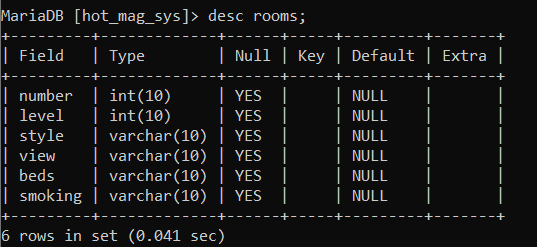 MariaDB [hot_mag_sys]> desc rooms;
+---------+-------------+------+-----+---------+-------+
| Field   | Type        | Null | Key | Default | Extra |
+---------+-------------+------+-----+---------+-------+
| number  | int(10)     | YES  |     | NULL    |       |
| level   | int(10)     | YES  |     | NULL    |       |
| style   | varchar(10) | YES  |     | NULL    |       |
| view    | varchar(10) | YES  |     | NULL    |       |
| beds    | varchar(10) | YES  |     | NULL    |       |
| smoking | varchar(10) | YES  |     | NULL    |       |
+---------+-------------+------+-----+---------+-------+
6 rows in set (0.041 sec)